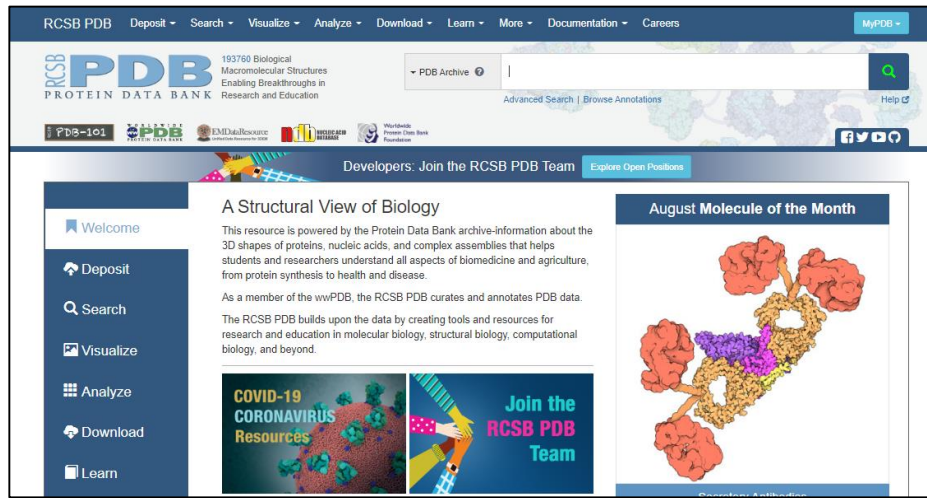 RCSB PDB Deposit Search Visualize Analyze Download Learn More Documentation Careers MyPDB
RCSB
PDB
PROTEIN DATA BANK
193760 Biological
Macromolecular Structures
Enabling Breakthroughs in
Research and Education
PDB Archive
Advanced Search | Browse Annotations
Help
PDB-101
WORLDWIDE
PDB
PROTEIN DATA BANK
EMDataResource
NUCLEIC ACID
DATABASE
Worldwide
Protein Data Bank
Foundation
Developers: Join the RCSB PDB Team Explore Open Positions
Welcome
Deposit
Search
Visualize
Analyze
Download
Learn
A Structural View of Biology
This resource is powered by the Protein Data Bank archive-information about the
3D shapes of proteins, nucleic acids, and complex assemblies that helps
students and researchers understand all aspects of biomedicine and agriculture,
from protein synthesis to health and disease.
As a member of the wwPDB, the RCSB PDB curates and annotates PDB data.
The RCSB PDB builds upon the data by creating tools and resources for
research and education in molecular biology, structural biology, computational
biology, and beyond.
COVID-19
CORONAVIRUS
Resources
Join the
RCSB PDB
Team
August Molecule of the Month
Secretory Antibodies